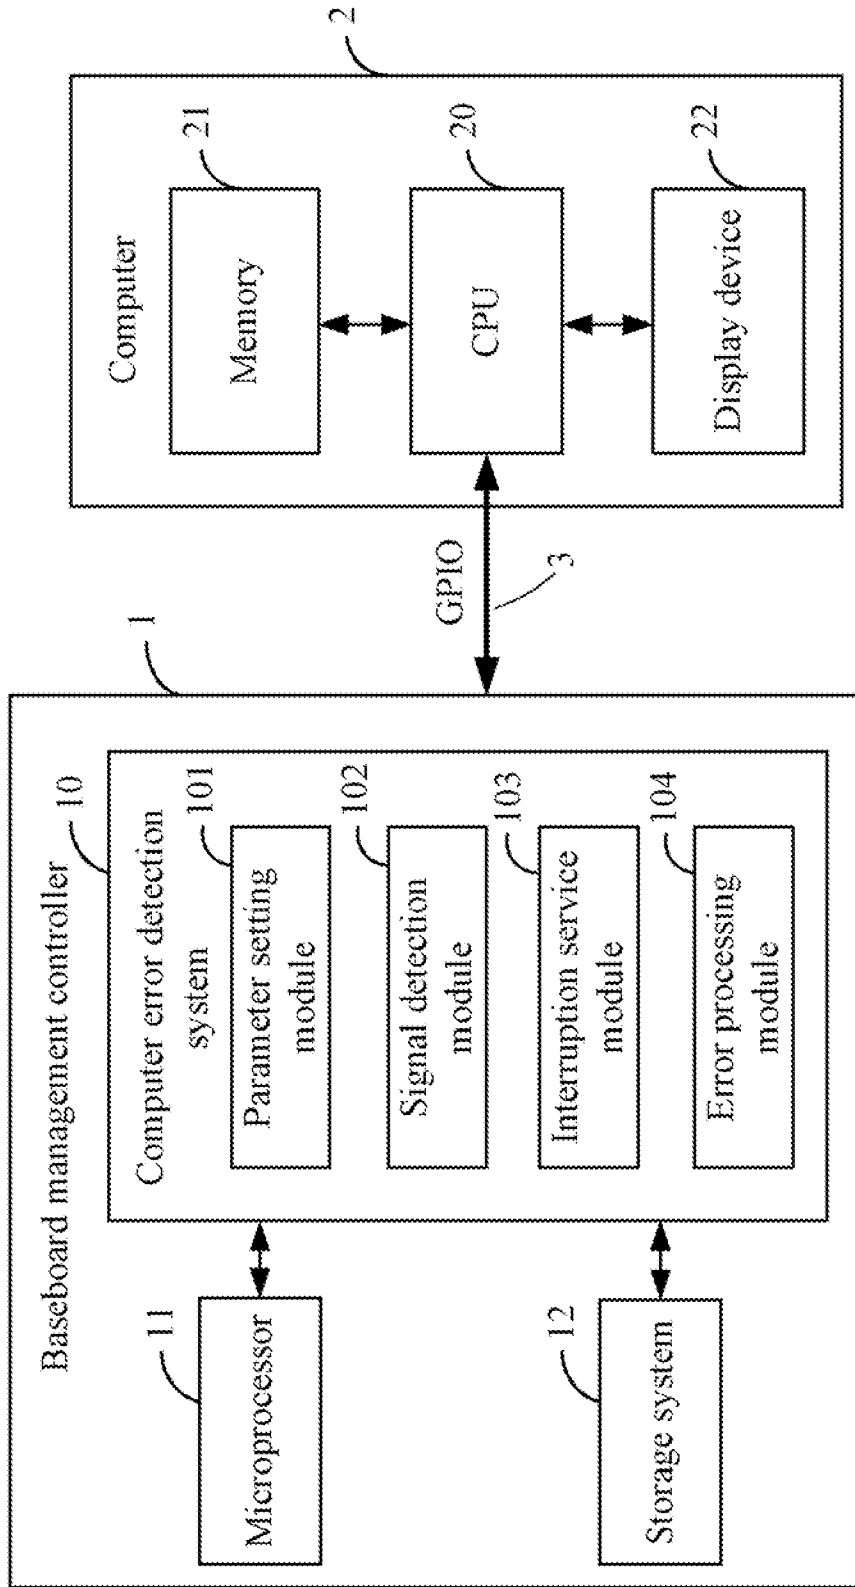 Baseboard management controller
1
10
Computer error detection
system
101
Parameter setting
module
102
Signal detection
module
103
Interruption service
module
104
Error processing
module
11
Microprocessor
12
Storage system
GPIO
3
2
Computer
21
Memory
20
CPU
22
Display device